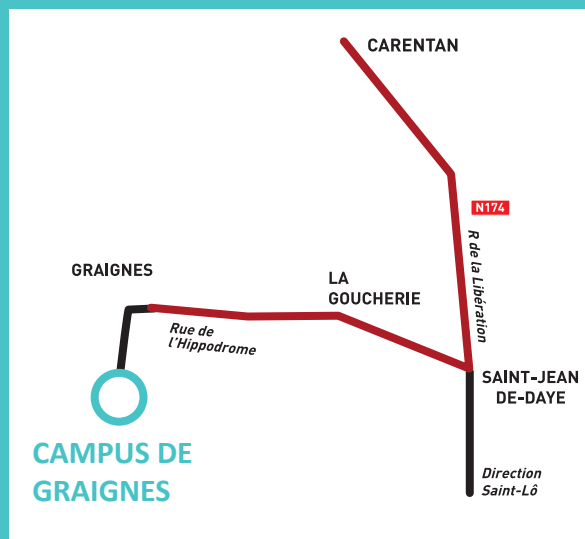 CARENTAN
N174
R de la Libération
GRAIGNES
LA
GOUCHERIE
Rue de
l'Hippodrome
SAINT-JEAN
DE-DAYE
CAMPUS DE
GRAIGNES
Direction
Saint-Lô